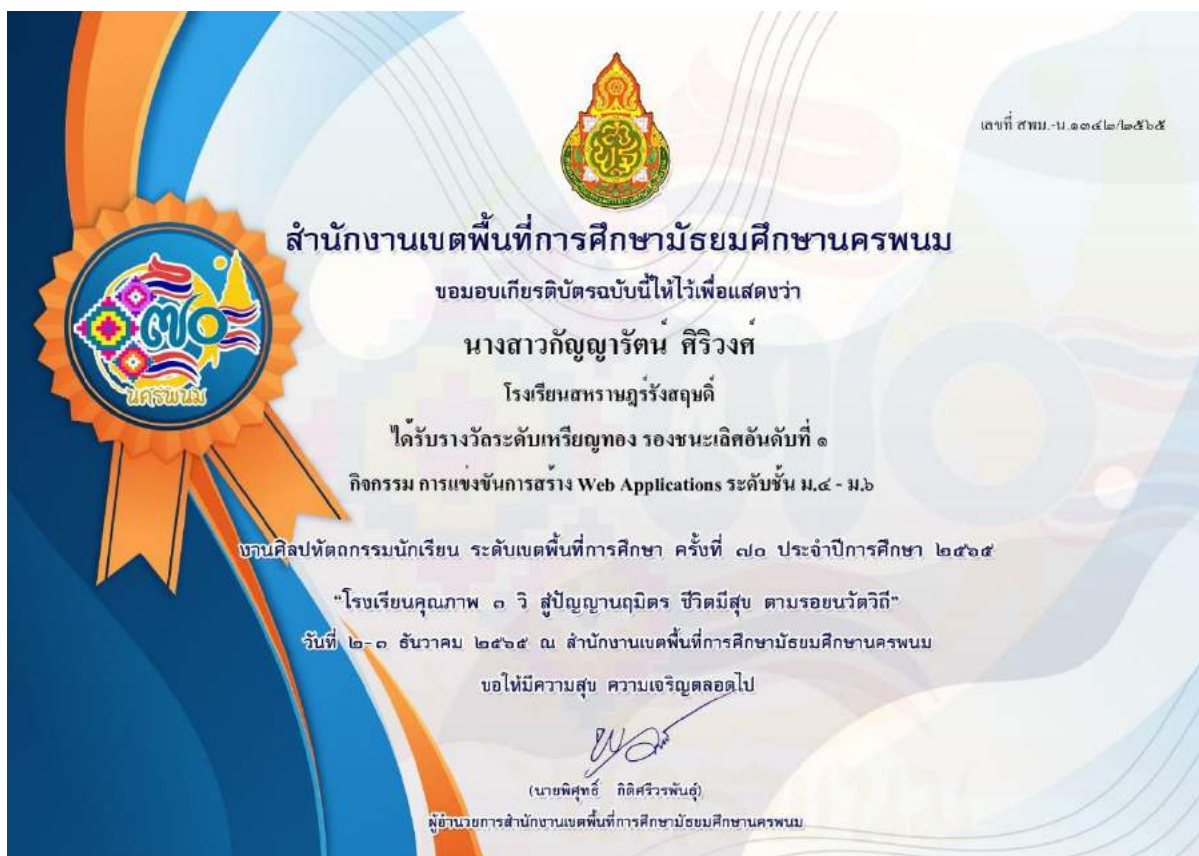 เลขที่ สพม.-น.๑๓๔๒/๒๕๖๕
สำนักงานเขตพื้นที่การศึกษามัธยมศึกษานครพนม
ขอมอบเกียรติบัตรฉบับนี้ให้ไว้เพื่อแสดงว่า
นางสาวกัญญารัตน์ ศิริวงศ์
โรงเรียนสหราษฎร์รังสฤษดิ์
ได้รับรางวัลระดับเหรียญทอง รองชนะเลิศอันดับที่ ๑
กิจกรรม การแข่งขันการสร้าง Web Applications ระดับชั้น ม.๔ - ม.๖
งานศิลปหัตถกรรมนักเรียน ระดับเขตพื้นที่การศึกษา ครั้งที่ ๗๐ ประจำปีการศึกษา ๒๕๖๕
“โรงเรียนคุณภาพ ๓ วิ สู่ปัญญานฤมิตร ชีวิตมีสุข ตามรอยนวัตวิถี”
วันที่ ๒-๓ ธันวาคม ๒๕๖๕ ณ สำนักงานเขตพื้นที่การศึกษามัธยมศึกษานครพนม
ขอให้มีความสุข ความเจริญตลอดไป
(นายพิศุทธิ์ กิติศรีวรพันธุ์)
ผู้อำนวยการสำนักงานเขตพื้นที่การศึกษามัธยมศึกษานครพนม
๗๐
นครพนม